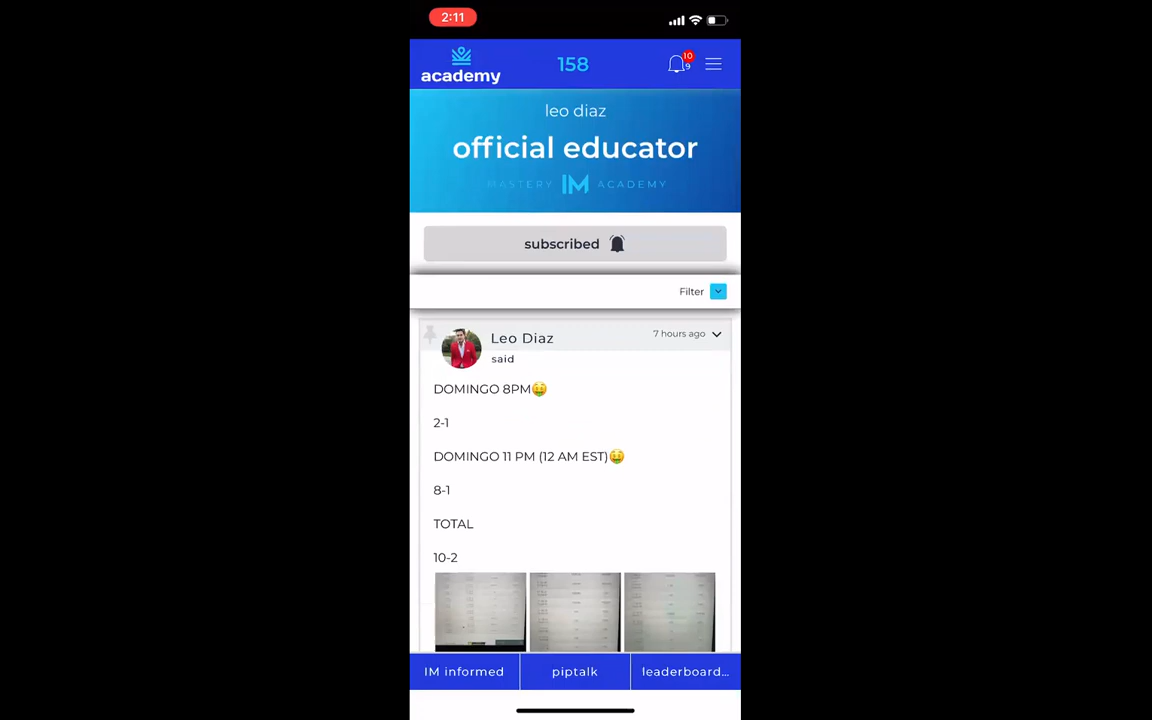 2:11
academy
158
10
9
leo diaz
official educator
MASTERY IM ACADEMY
subscribed
Filter
Leo Diaz
7 hours ago
said
DOMINGO 8PM🤑
2-1
DOMINGO 11 PM (12 AM EST)🤑
8-1
TOTAL
10-2
IM informed
piptalk
leaderboard...